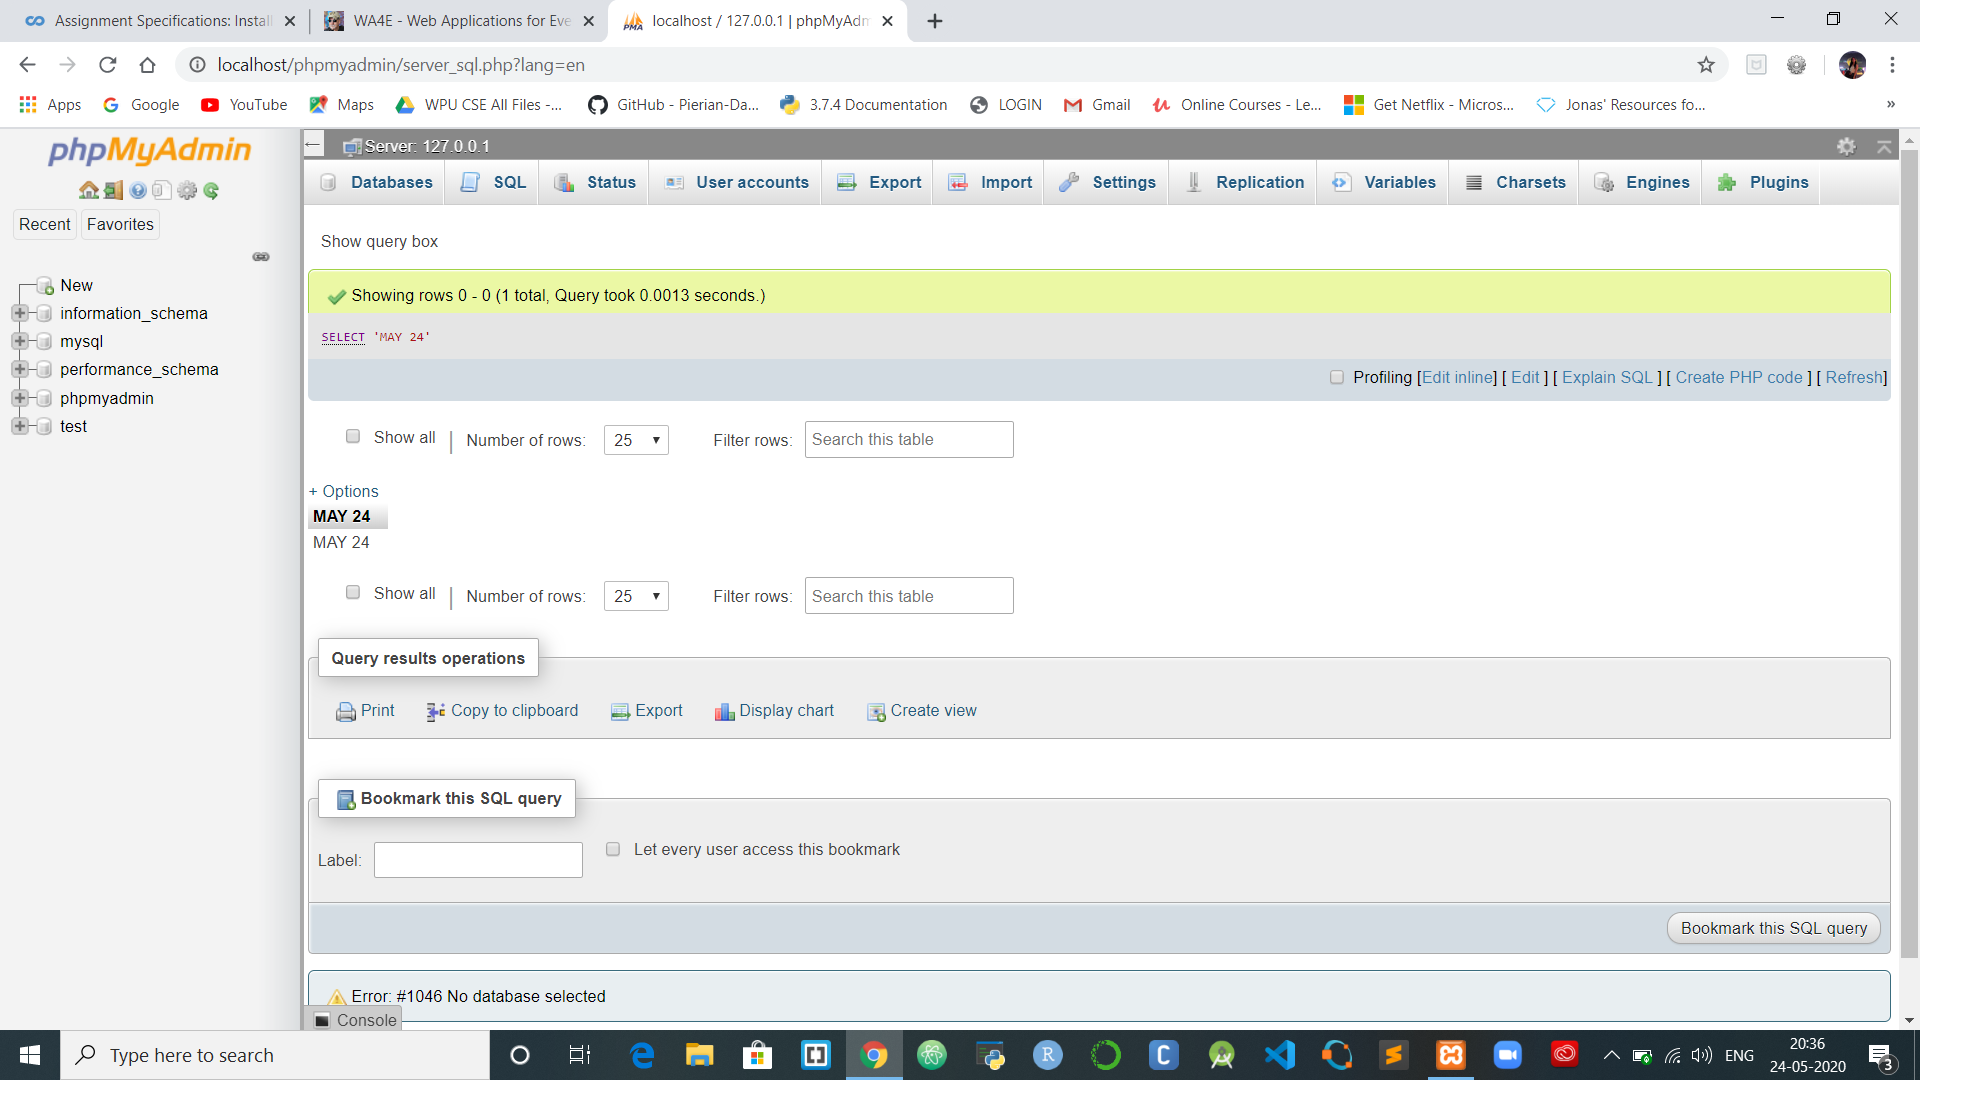 Assignment Specifications: Instal
WA4E - Web Applications for Eve
localhost / 127.0.0.1 | phpMyAdm
localhost/phpmyadmin/server_sql.php?lang=en
Apps Google YouTube Maps WPU CSE All Files -... GitHub - Pierian-Da... 3.7.4 Documentation LOGIN Gmail Online Courses - Le... Get Netflix - Micros... Jonas' Resources fo... »
phpMyAdmin
Recent Favorites
New
information_schema
mysql
performance_schema
phpmyadmin
test
Server: 127.0.0.1
Databases SQL Status User accounts Export Import Settings Replication Variables Charsets Engines Plugins
Show query box
Showing rows 0 - 0 (1 total, Query took 0.0013 seconds.)
SELECT 'MAY 24'
Profiling [Edit inline] [ Edit ] [ Explain SQL ] [ Create PHP code ] [ Refresh]
Show all | Number of rows: 25 Filter rows: Search this table
+ Options
MAY 24
MAY 24
Show all | Number of rows: 25 Filter rows: Search this table
Query results operations
Print Copy to clipboard Export Display chart Create view
Bookmark this SQL query
Label: Let every user access this bookmark
Bookmark this SQL query
Error: #1046 No database selected
Console
Type here to search
ENG
20:36
24-05-2020
3